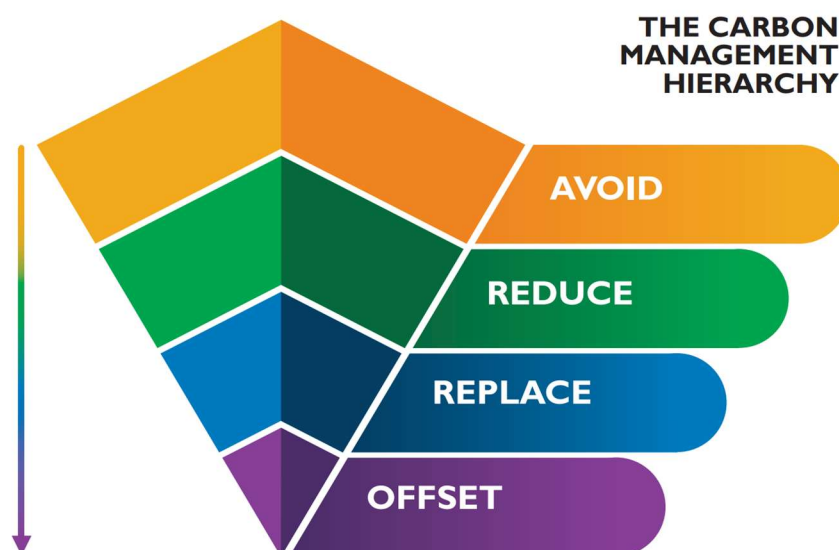 THE CARBON
MANAGEMENT
HIERARCHY
AVOID
REDUCE
REPLACE
OFFSET